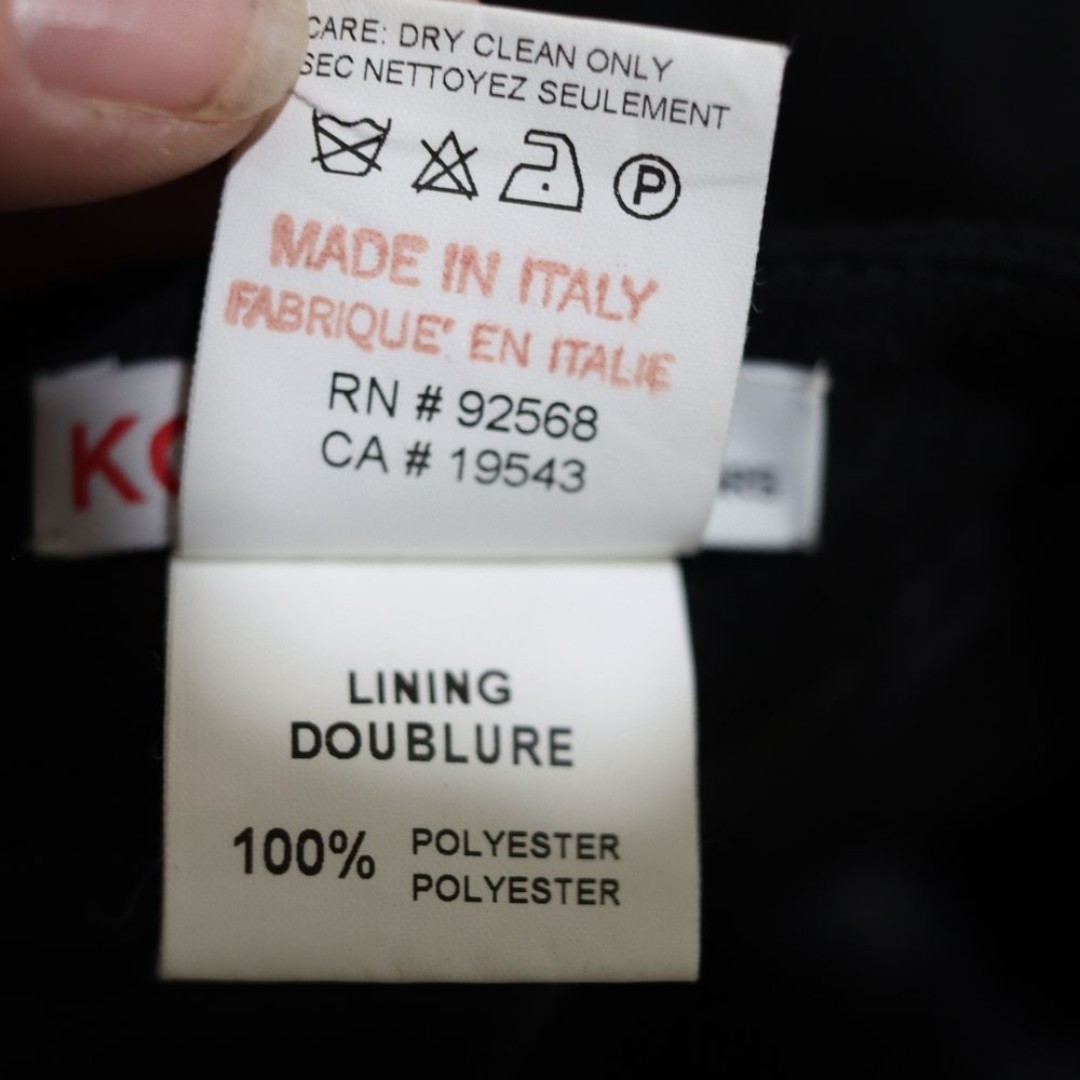 CARE: DRY CLEAN ONLY
SEC NETTOYEZ SEULEMENT
P
MADE IN ITALY
FABRIQUE' EN ITALIE
RN # 92568
CA # 19543
LINING
DOUBLURE
100% POLYESTER
POLYESTER